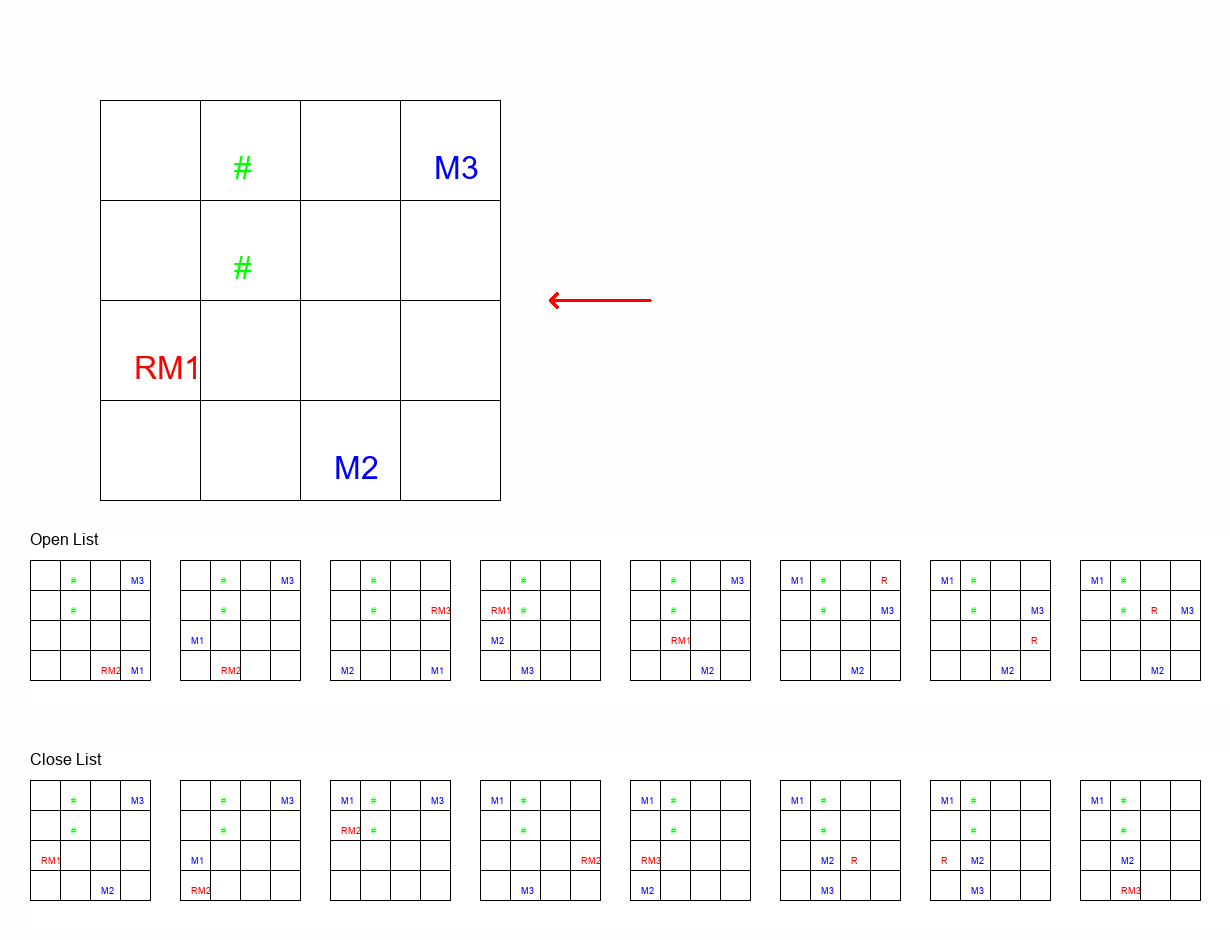 # M3
#
RM1
M2
Open List
# M3 # M3 # # # M3 M1 # R M1 # M1 #
# # # RM3 RM1 # # # M3 # M3 # R M3
M1 M2 RM1 R
RM2 M1 RM2 M2 M1 M3 M2 M2 M2 M2
Close List
# M3 # M3 M1 # M3 M1 # M1 # M1 # M1 # M1 #
# # RM2 # # # # # #
RM1 M1 RM2 RM3 M2 R R M2 M2
M2 RM2 M3 M2 M3 M3 RM3